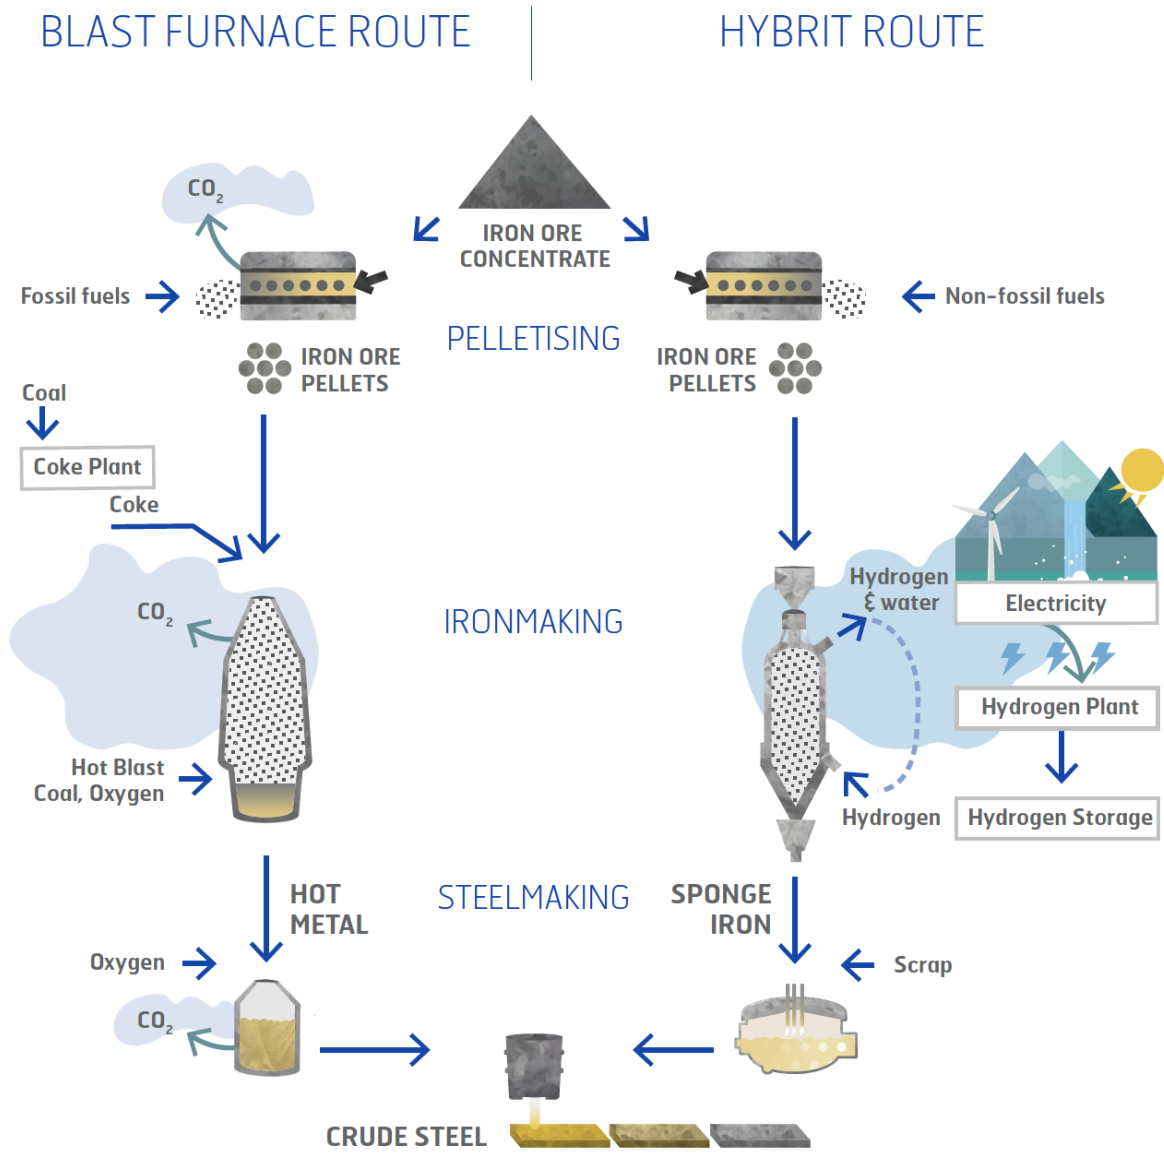 BLAST FURNACE ROUTE
HYBRIT ROUTE
CO₂
IRON ORE
CONCENTRATE
Fossil fuels
Non-fossil fuels
PELLETISING
IRON ORE
PELLETS
IRON ORE
PELLETS
Coal
Coke Plant
Coke
CO₂
IRONMAKING
Hydrogen
& water
Electricity
Hydrogen Plant
Hot Blast
Coal, Oxygen
Hydrogen
Hydrogen Storage
HOT
METAL
STEELMAKING
SPONGE
IRON
Oxygen
Scrap
CO₂
CRUDE STEEL